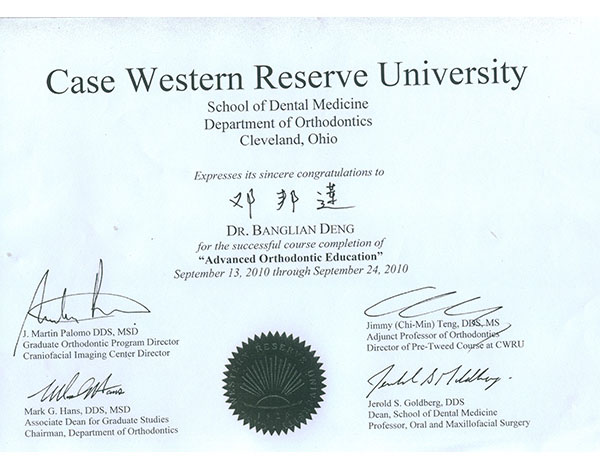 Case Western Reserve University
School of Dental Medicine
Department of Orthodontics
Cleveland, Ohio
Expresses its sincere congratulations to
邓 邦 蓮
DR. BANGLIAN DENG
for the successful course completion of
“Advanced Orthodontic Education”
September 13, 2010 through September 24, 2010
J. Martin Palomo DDS, MSD
Graduate Orthodontic Program Director
Craniofacial Imaging Center Director
Jimmy (Chi-Min) Teng, DDS, MS
Adjunct Professor of Orthodontics
Director of Pre-Tweed Course at CWRU
Mark G. Hans, DDS, MSD
Associate Dean for Graduate Studies
Chairman, Department of Orthodontics
Jerold S. Goldberg, DDS
Dean, School of Dental Medicine
Professor, Oral and Maxillofacial Surgery